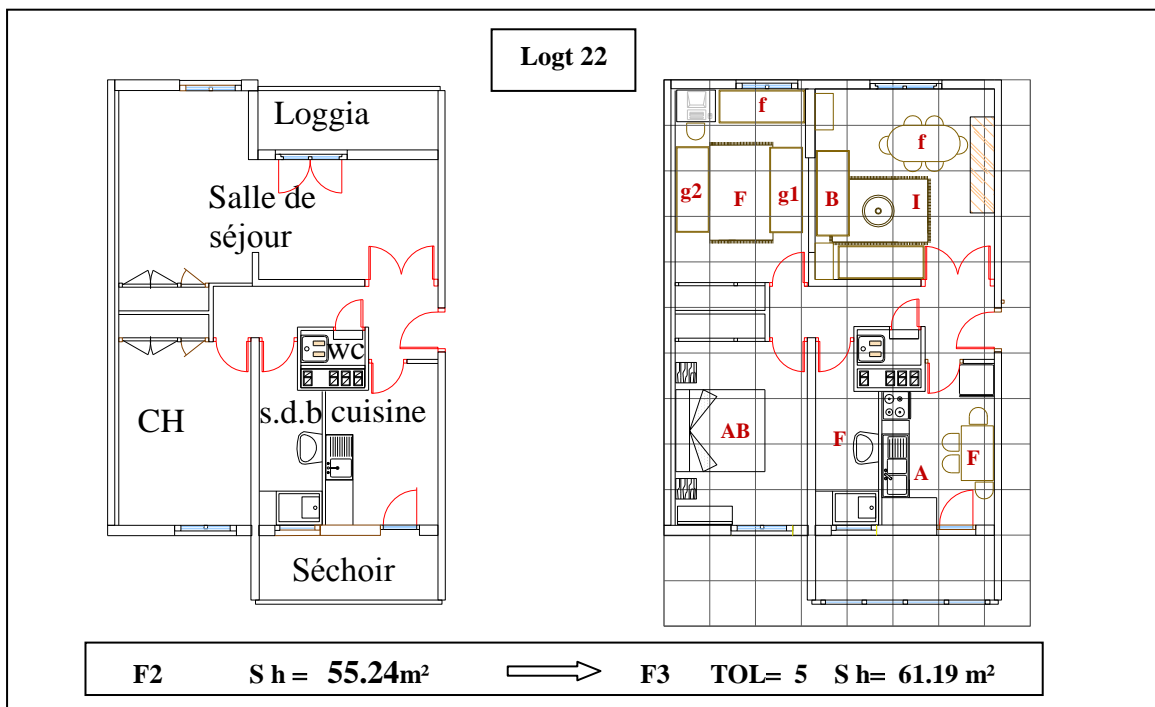 Logt 22
Loggia
Salle de
séjour
wc
CH
s.d.b cuisine
Séchoir
f
f
g2
F
g1
B
I
AB
F
A
F
F2 S h = 55.24m² F3 TOL= 5 S h= 61.19 m²